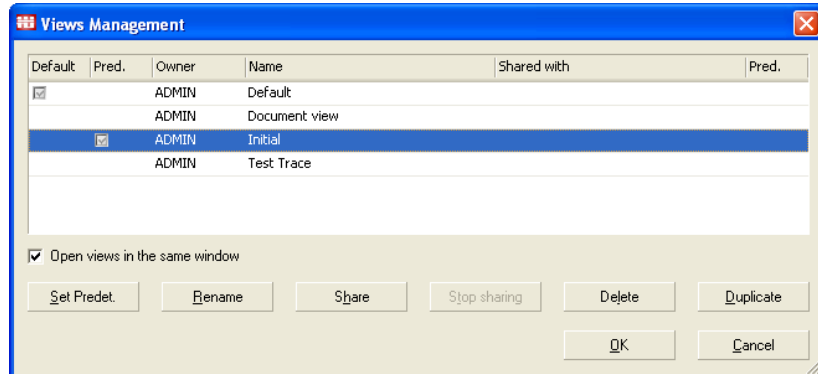 Views Management
Default Pred. Owner Name Shared with Pred.
ADMIN Default
ADMIN Document view
ADMIN Initial
ADMIN Test Trace
Open views in the same window
Set Predet. Rename Share Stop sharing Delete Duplicate
OK Cancel